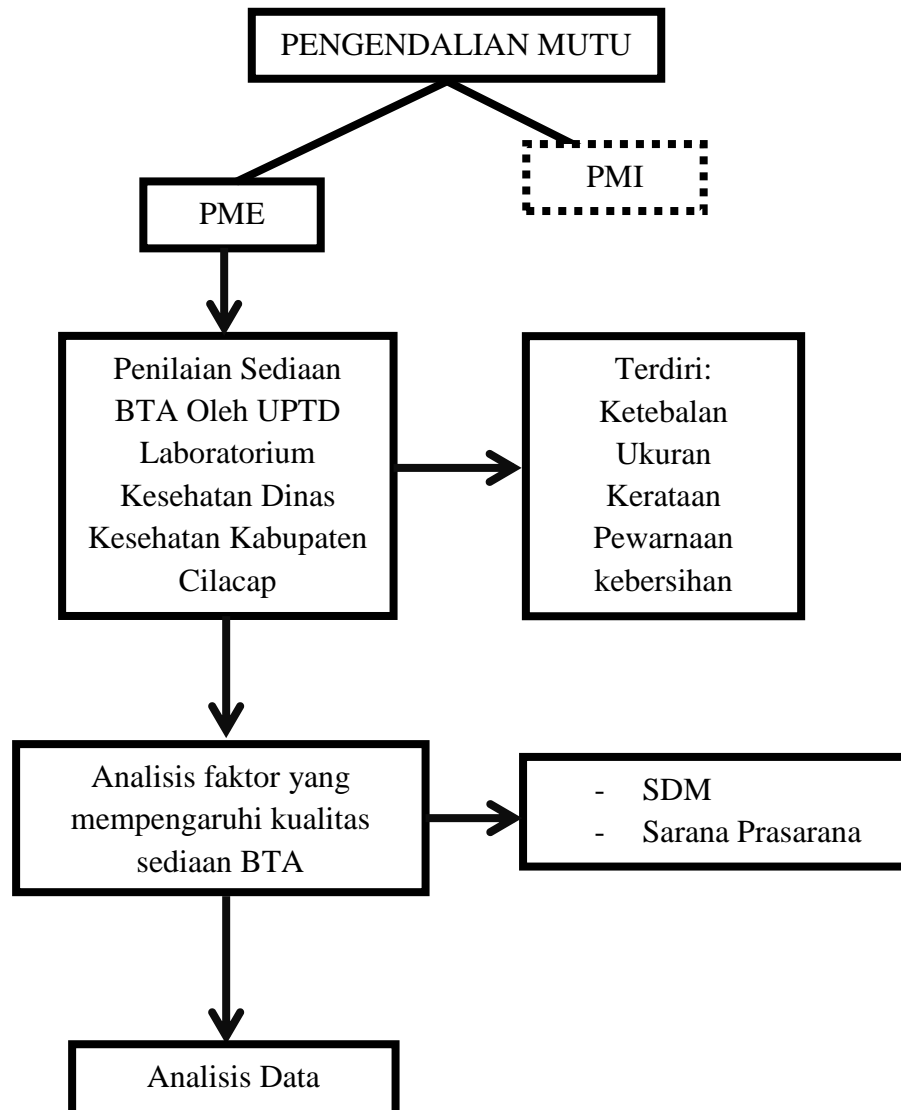 PENGENDALIAN MUTU
PMI
PME
Penilaian Sediaan
BTA Oleh UPTD
Laboratorium
Kesehatan Dinas
Kesehatan Kabupaten
Cilacap
Terdiri:
Ketebalan
Ukuran
Kerataan
Pewarnaan
kebersihan
Analisis faktor yang
mempengaruhi kualitas
sediaan BTA
- SDM
- Sarana Prasarana
Analisis Data